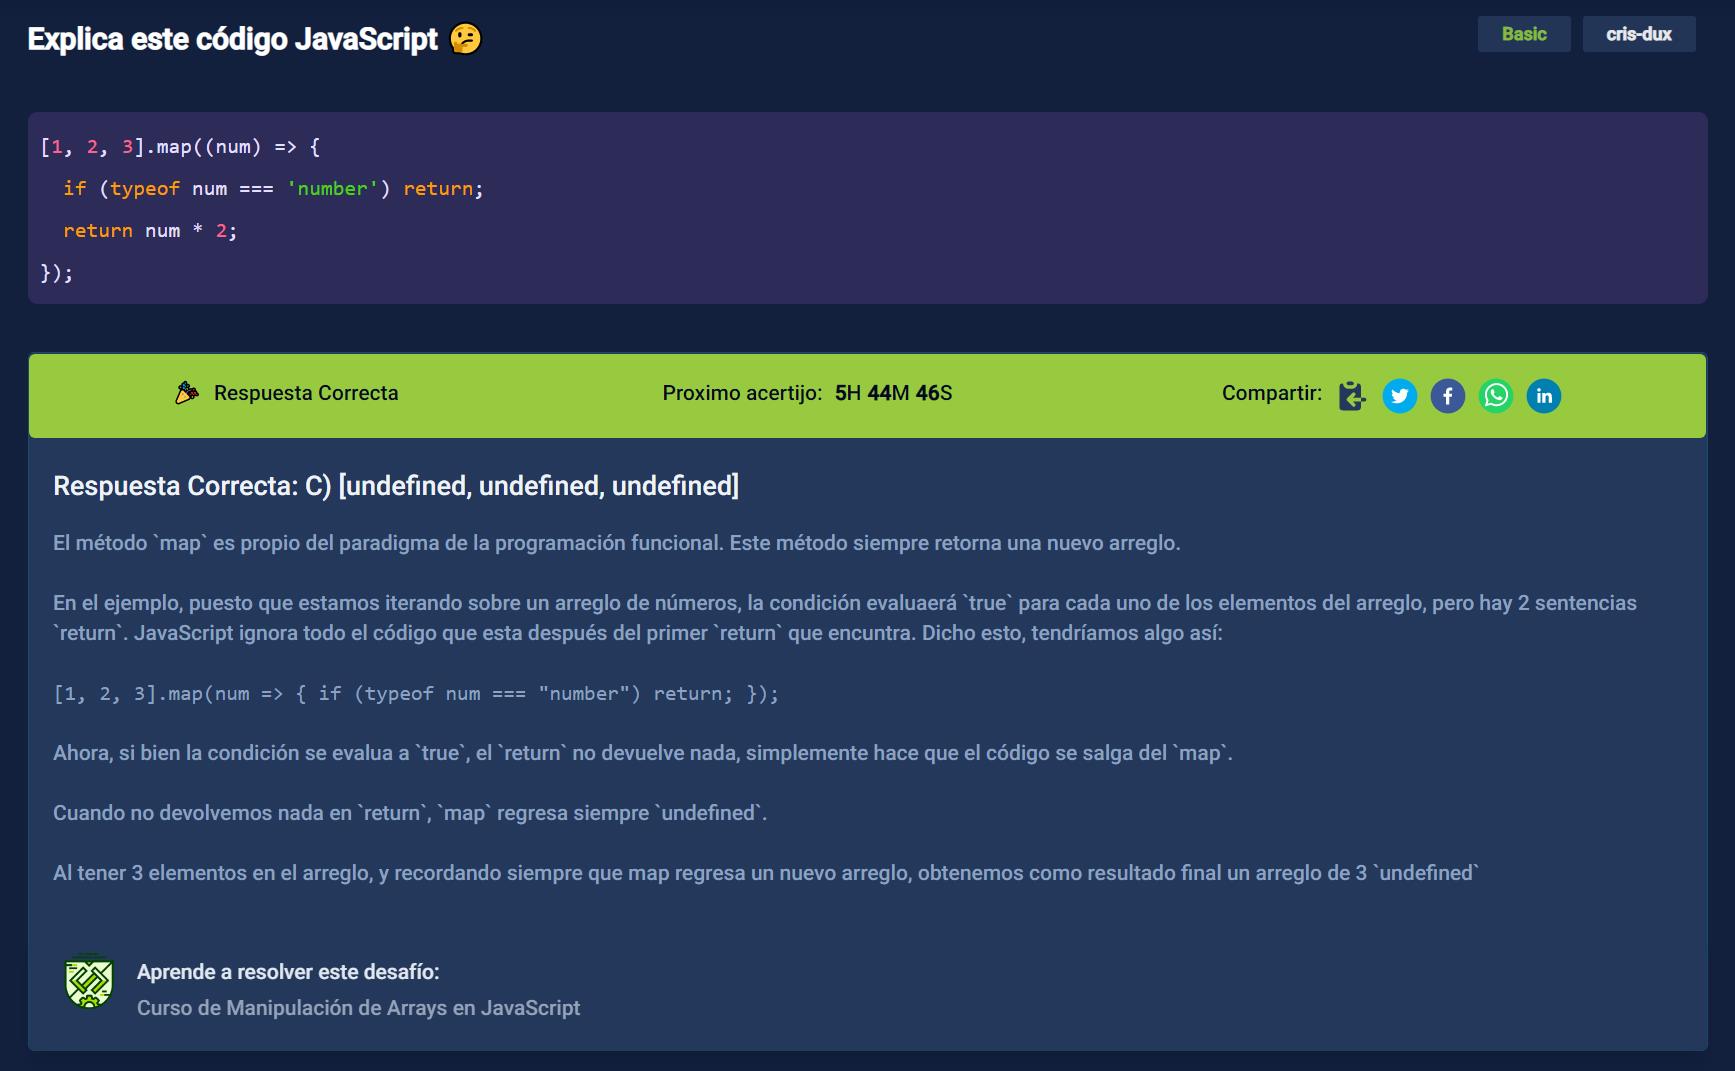 Explica este código JavaScript 🤔
Basic
cris-dux
[1, 2, 3].map((num) => {
  if (typeof num === 'number') return;
  return num * 2;
});
Respuesta Correcta
Proximo acertijo: 5H 44M 46S
Compartir:
Respuesta Correcta: C) [undefined, undefined, undefined]
El método `map` es propio del paradigma de la programación funcional. Este método siempre retorna una nuevo arreglo.
En el ejemplo, puesto que estamos iterando sobre un arreglo de números, la condición evaluaerá `true` para cada uno de los elementos del arreglo, pero hay 2 sentencias
`return`. JavaScript ignora todo el código que esta después del primer `return` que encuntra. Dicho esto, tendríamos algo así:
[1, 2, 3].map(num => { if (typeof num === "number") return; });
Ahora, si bien la condición se evalua a `true`, el `return` no devuelve nada, simplemente hace que el código se salga del `map`.
Cuando no devolvemos nada en `return`, `map` regresa siempre `undefined`.
Al tener 3 elementos en el arreglo, y recordando siempre que map regresa un nuevo arreglo, obtenemos como resultado final un arreglo de 3 `undefined`
Aprende a resolver este desafío:
Curso de Manipulación de Arrays en JavaScript